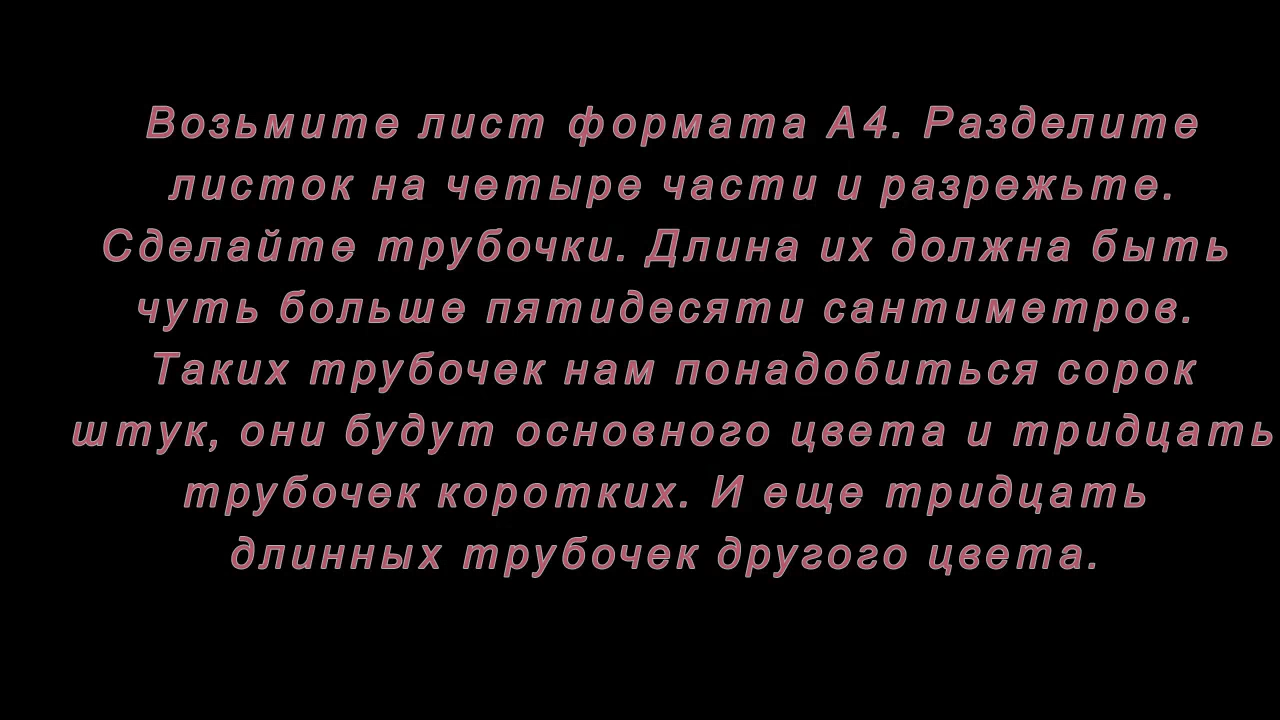 Возьмите лист формата А4. Разделите
листок на четыре части и разрежьте.
Сделайте трубочки. Длина их должна быть
чуть больше пятидесяти сантиметров.
Таких трубочек нам понадобиться сорок
штук, они будут основного цвета и тридцать
трубочек коротких. И еще тридцать
длинных трубочек другого цвета.